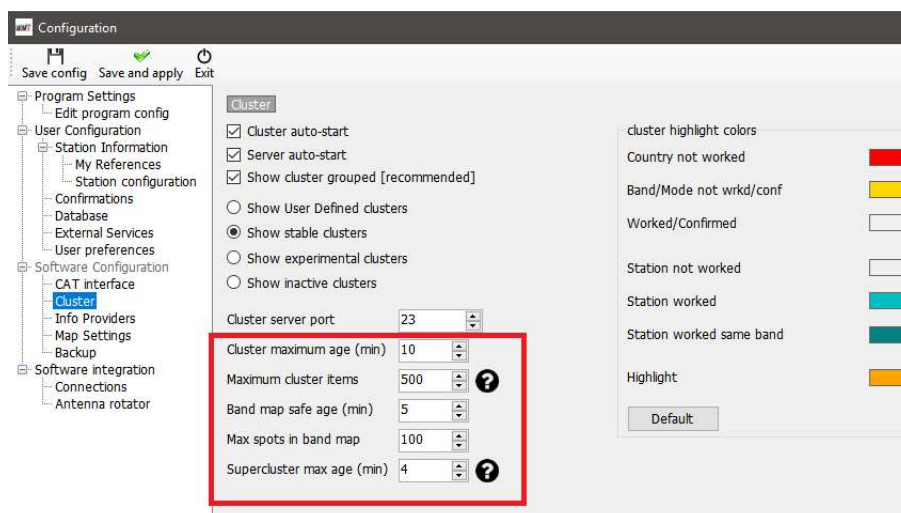 Configuration
Save config Save and apply Exit
Program Settings
Edit program config
User Configuration
Station Information
My References
Station configuration
Confirmations
Database
External Services
User preferences
Software Configuration
CAT interface
Cluster
Info Providers
Map Settings
Backup
Software integration
Connections
Antenna rotator
Cluster
Cluster auto-start
Server auto-start
Show cluster grouped [recommended]
Show User Defined clusters
Show stable clusters
Show experimental clusters
Show inactive clusters
Cluster server port 23
Cluster maximum age (min) 10
Maximum cluster items 500 ?
Band map safe age (min) 5
Max spots in band map 100
Supercluster max age (min) 4 ?
cluster highlight colors
Country not worked
Band/Mode not wrkd/conf
Worked/Confirmed
Station not worked
Station worked
Station worked same band
Highlight
Default